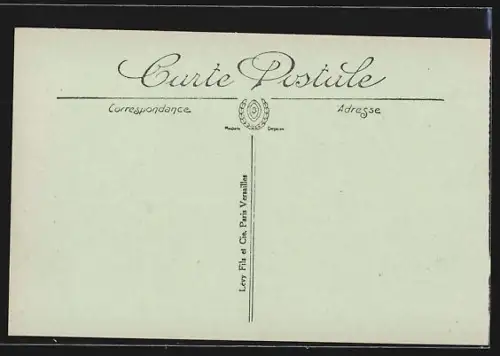 Carte Postale
Correspondance
Adresse
Modèle Déposé
Levy Fils et Cie, Paris Versailles